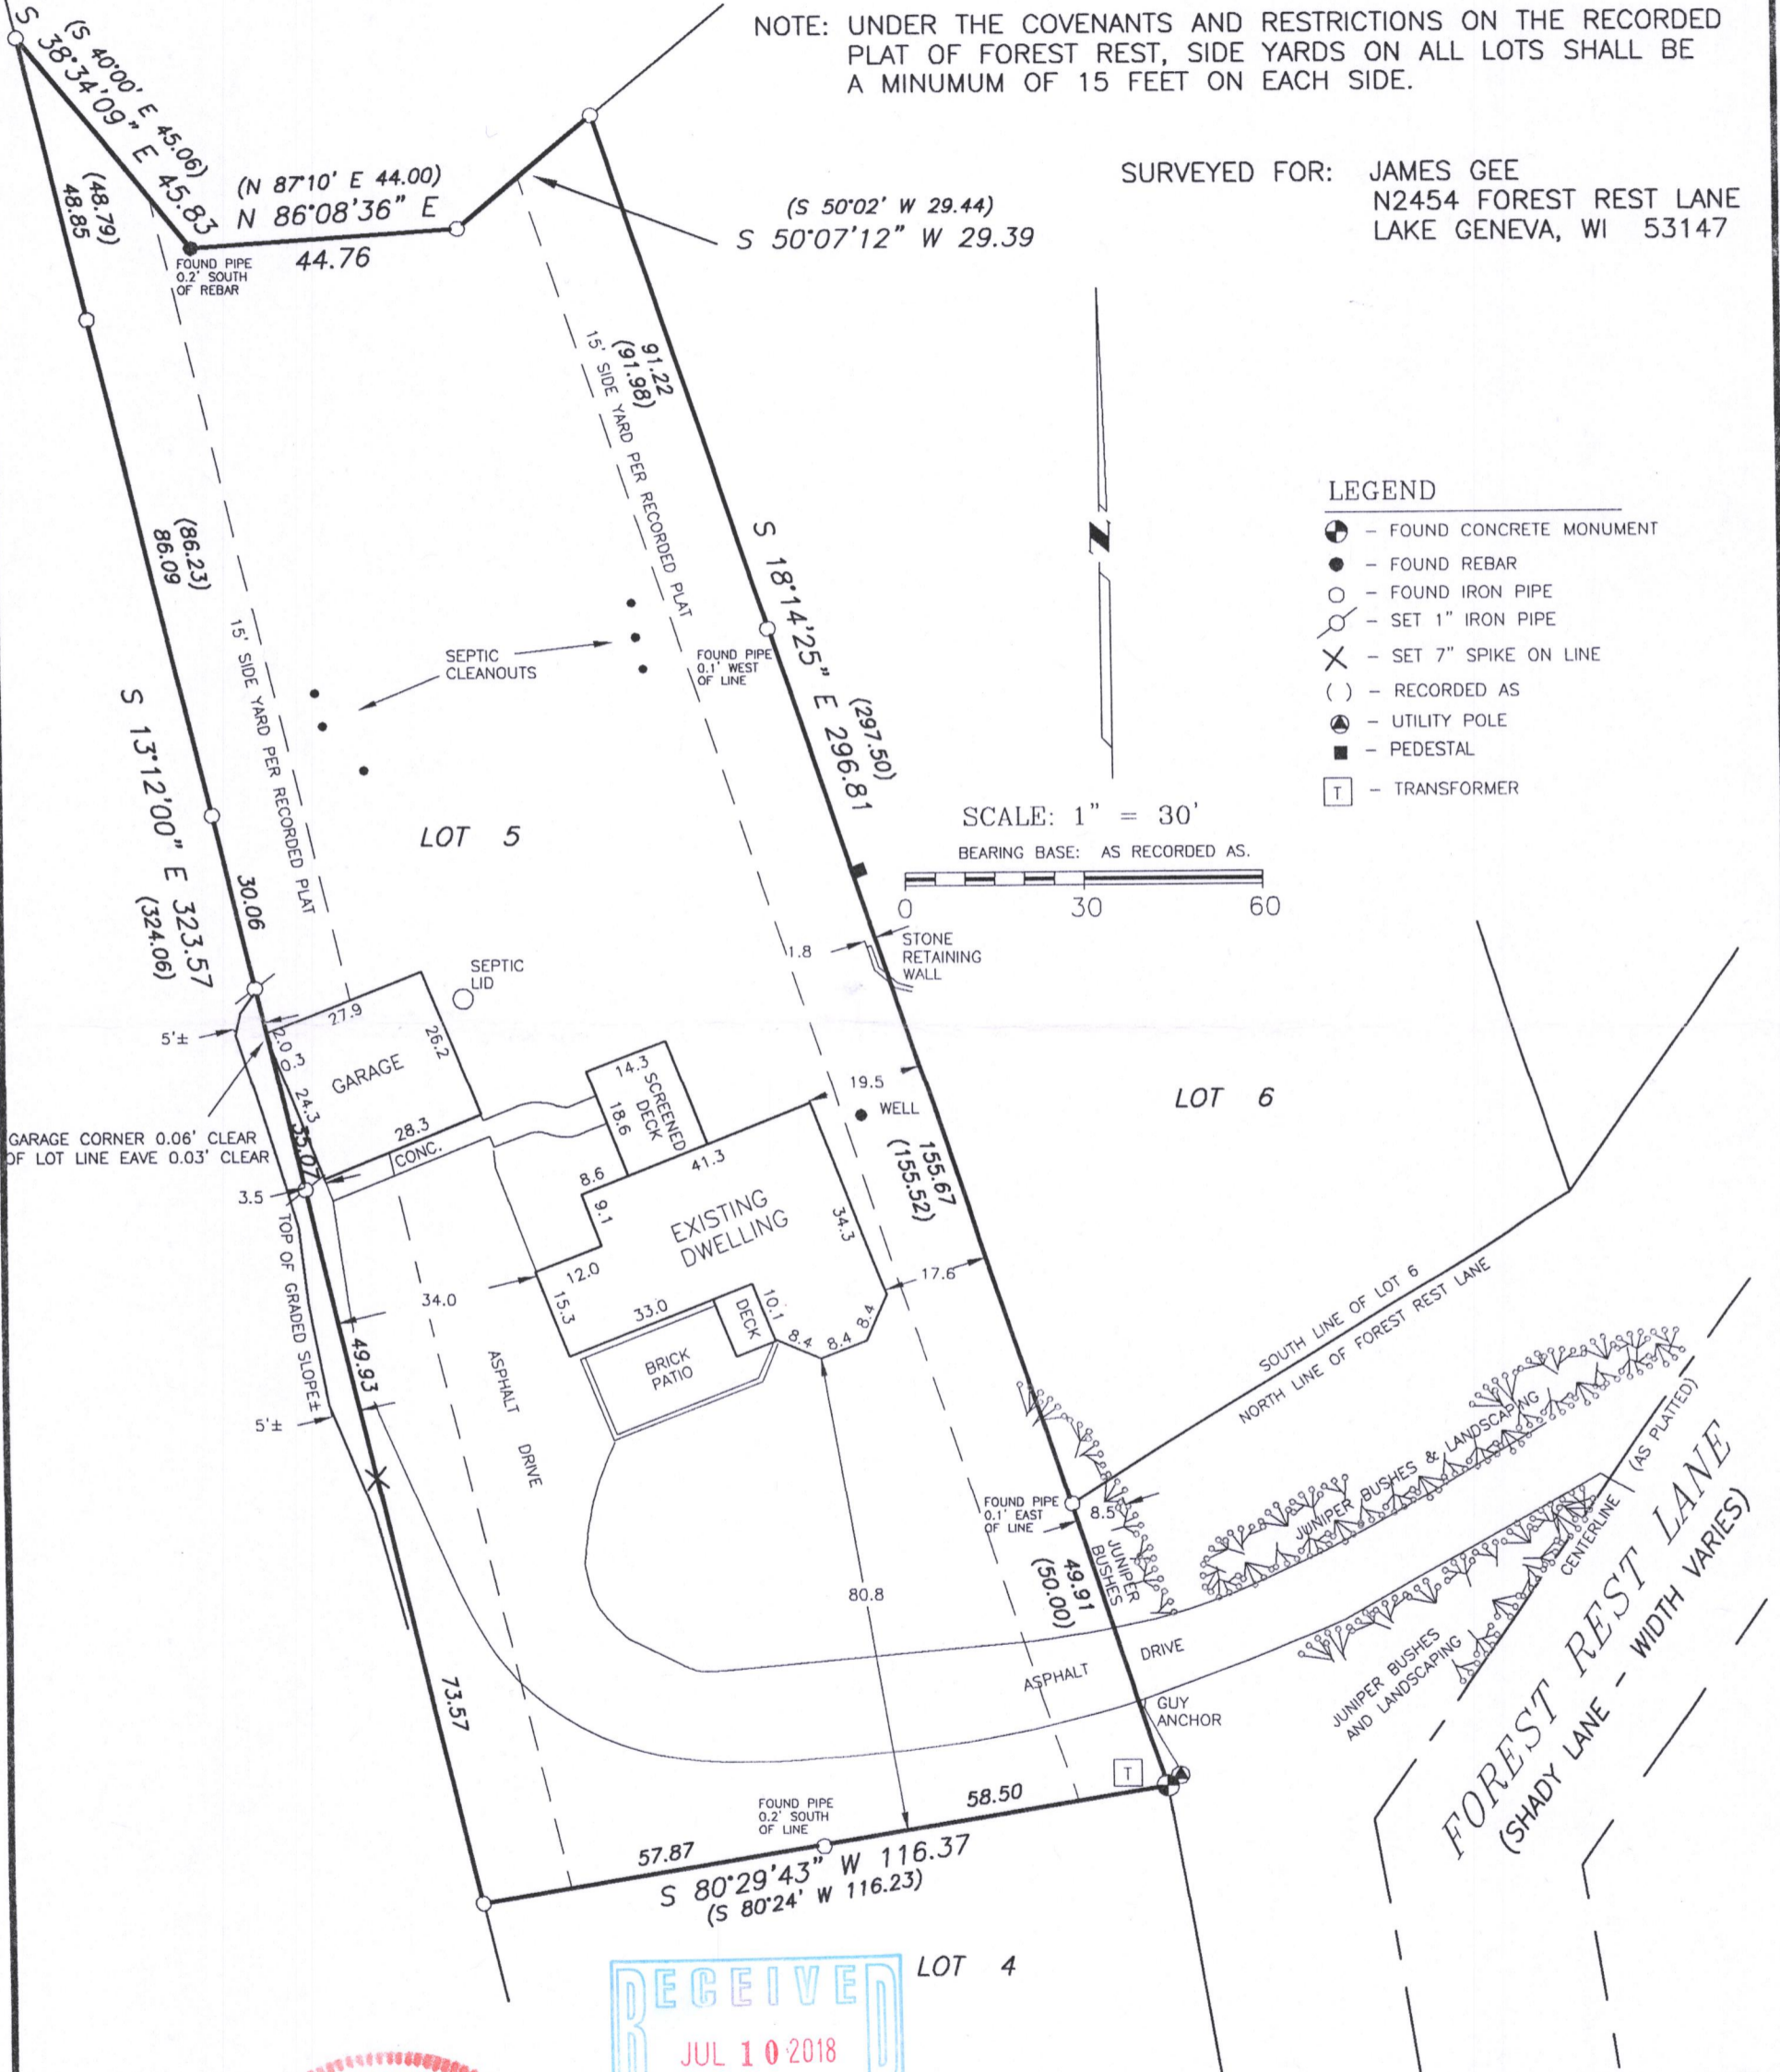 NOTE: UNDER THE COVENANTS AND RESTRICTIONS ON THE RECORDED
PLAT OF FOREST REST, SIDE YARDS ON ALL LOTS SHALL BE
A MINUMUM OF 15 FEET ON EACH SIDE.
S
(S 40°00' E 45.06)
38°34'09" E 45.83
(48.79)
48.85
(N 87°10' E 44.00)
N 86°08'36" E
44.76
FOUND PIPE
0.2' SOUTH
OF REBAR
(S 50°02' W 29.44)
S 50°07'12" W 29.39
SURVEYED FOR: JAMES GEE
N2454 FOREST REST LANE
LAKE GENEVA, WI 53147
91.22
(91.98)
15' SIDE YARD PER RECORDED PLAT
S 18°14'25" E 296.81
(297.50)
N
LEGEND
– FOUND CONCRETE MONUMENT
– FOUND REBAR
– FOUND IRON PIPE
– SET 1" IRON PIPE
– SET 7" SPIKE ON LINE
( ) – RECORDED AS
– UTILITY POLE
– PEDESTAL
T – TRANSFORMER
(86.23)
86.09
15' SIDE YARD PER RECORDED PLAT
S 13°12'00" E 323.57
(324.06)
SEPTIC
CLEANOUTS
FOUND PIPE
0.1' WEST
OF LINE
LOT 5
SCALE: 1" = 30'
BEARING BASE: AS RECORDED AS.
0 30 60
30.06
1.8
STONE
RETAINING
WALL
SEPTIC
LID
5'±
27.9
26.2
2.0
0.3
GARAGE
24.3
28.3
35.07
CONC.
GARAGE CORNER 0.06' CLEAR
OF LOT LINE EAVE 0.03' CLEAR
3.5
14.3
SCREENED
DECK
18.6
19.5
WELL
LOT 6
8.6
41.3
9.1
EXISTING
DWELLING
34.3
155.67
(155.52)
12.0
15.3
33.0
DECK
10.1
8.4
8.4
8.4
17.6
34.0
TOP OF GRADED SLOPE±
49.93
5'±
ASPHALT DRIVE
BRICK
PATIO
80.8
SOUTH LINE OF LOT 6
NORTH LINE OF FOREST REST LANE
FOUND PIPE
0.1' EAST
OF LINE
8.5
JUNIPER
BUSHES
49.91
(50.00)
JUNIPER BUSHES & LANDSCAPING
CENTERLINE (AS PLATTED)
JUNIPER BUSHES
AND LANDSCAPING
FOREST REST LANE
(SHADY LANE – WIDTH VARIES)
ASPHALT DRIVE
GUY
ANCHOR
T
73.57
FOUND PIPE
0.2' SOUTH
OF LINE
58.50
57.87
S 80°29'43" W 116.37
(S 80°24' W 116.23)
LOT 4
RECEIVED
JUL 10 2018